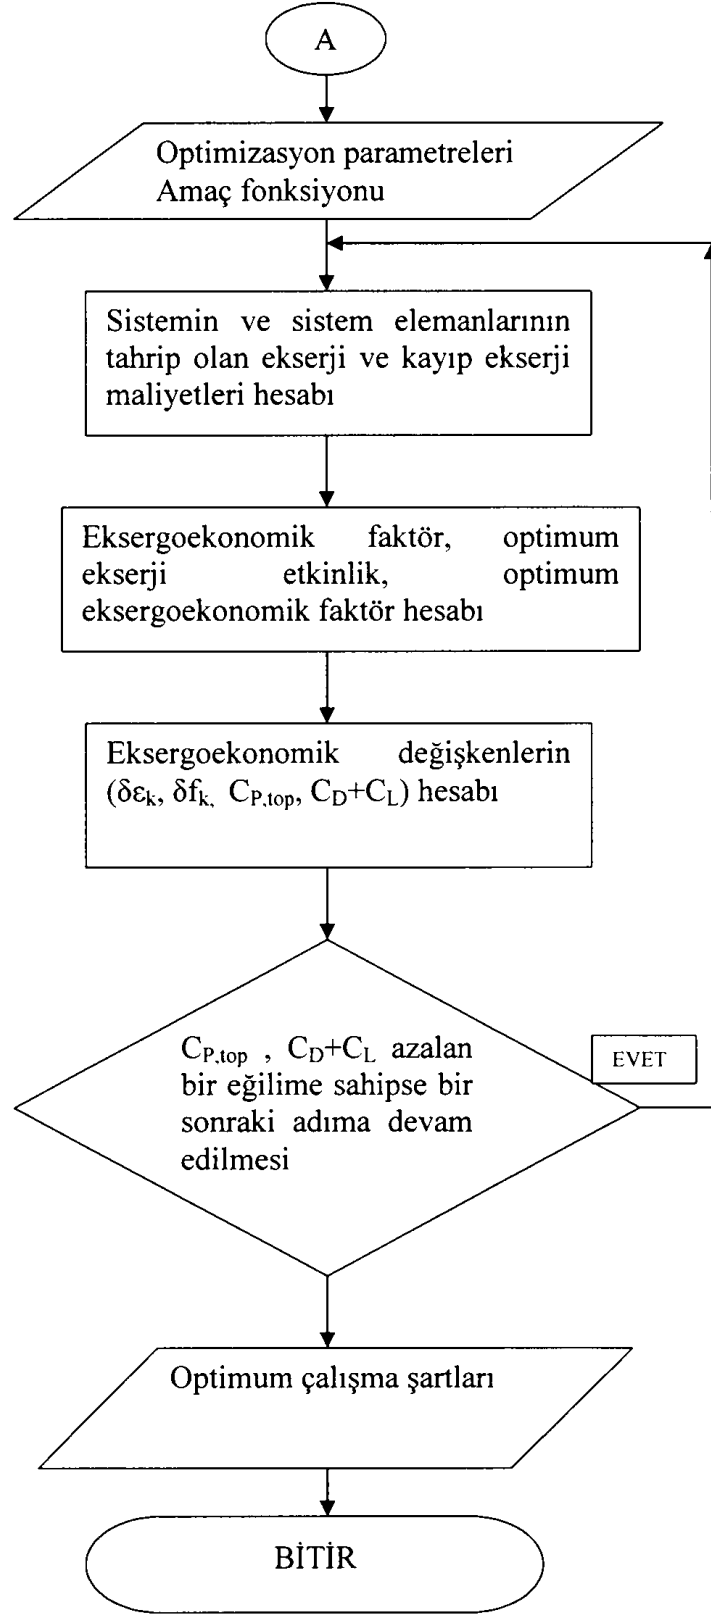 A
Optimizasyon parametreleri
Amaç fonksiyonu
Sistemin ve sistem elemanlarının
tahrip olan ekserji ve kayıp ekserji
maliyetleri hesabı
Eksergoekonomik faktör, optimum
ekserji etkinlik, optimum
eksergoekonomik faktör hesabı
Eksergoekonomik değişkenlerin
(δεk, δfk, CP,top, CD+CL) hesabı
CP,top , CD+CL azalan
bir eğilime sahipse bir
sonraki adıma devam
edilmesi
EVET
Optimum çalışma şartları
BİTİR